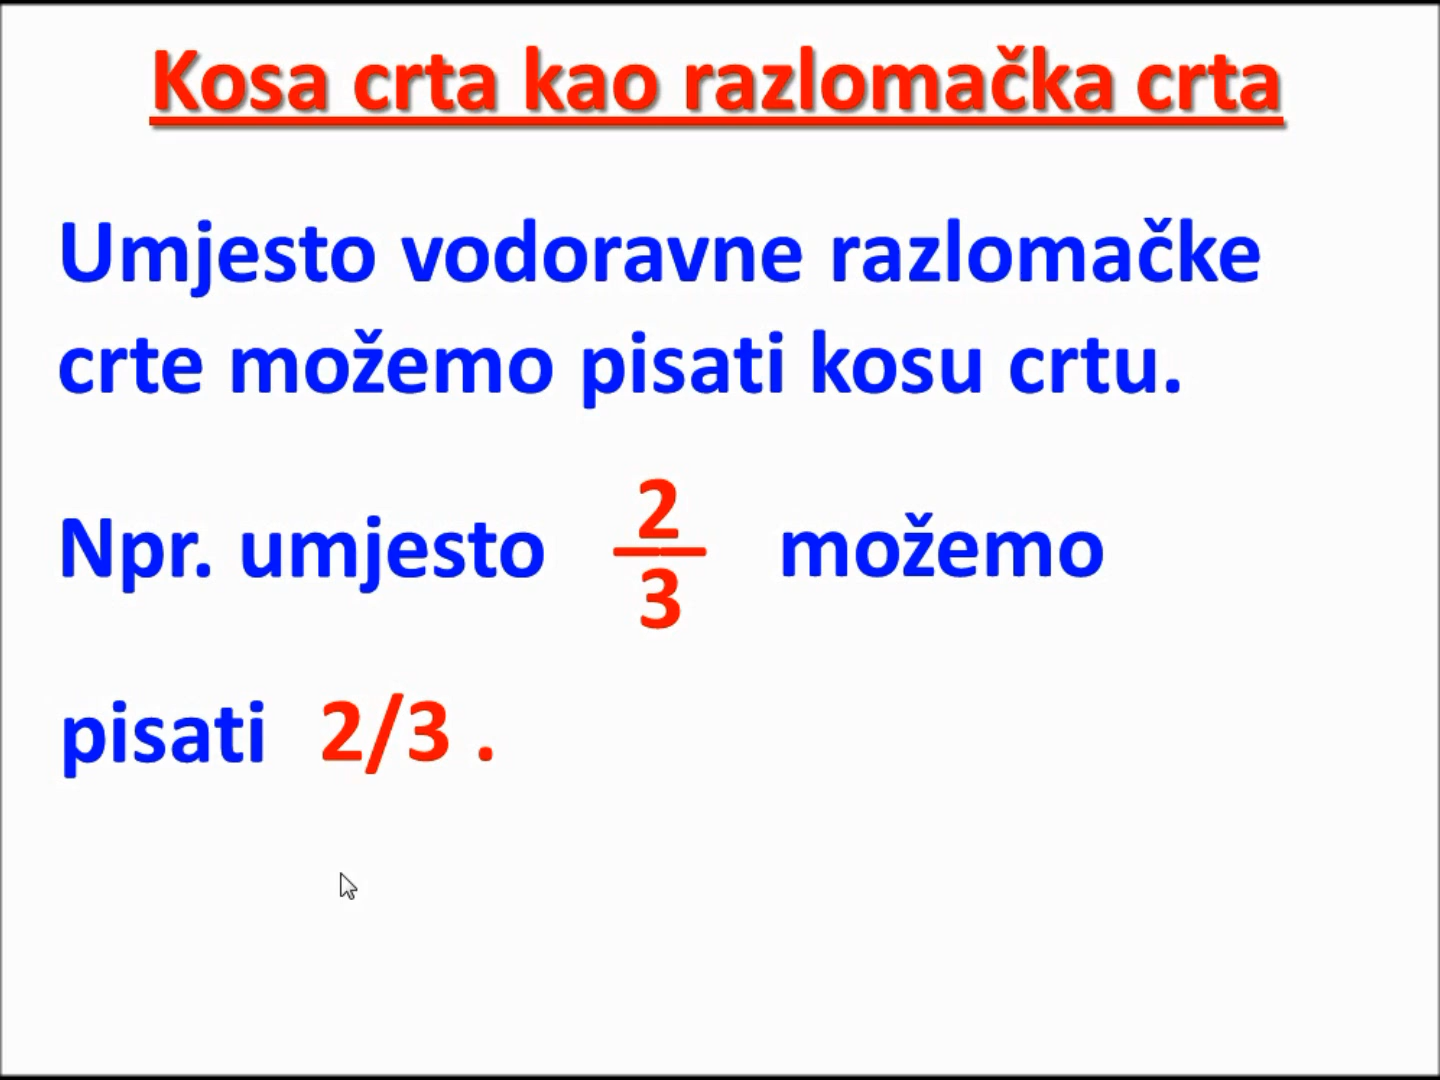 Kosa crta kao razlomačka crta
Umjesto vodoravne razlomačke
crte možemo pisati kosu crtu.
Npr. umjesto 2/3 možemo
pisati 2/3 .